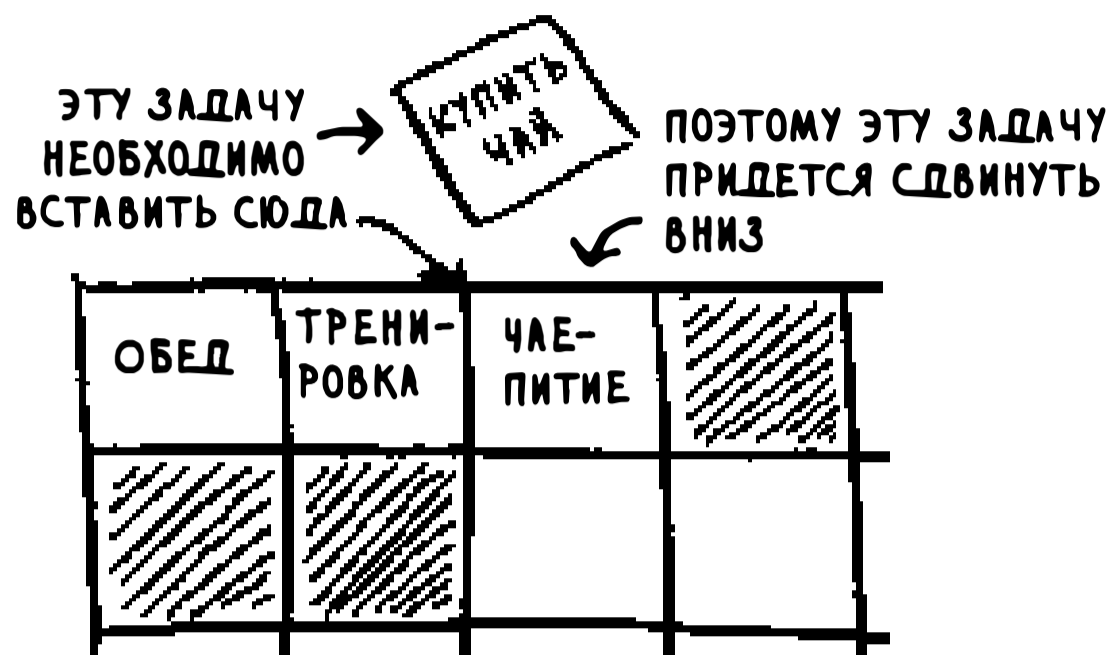 ЭТУ ЗАДАЧУ
НЕОБХОДИМО
ВСТАВИТЬ СЮДА
КУПИТЬ
ЧАЙ
ПОЭТОМУ ЭТУ ЗАДАЧУ
ПРИДЕТСЯ СДВИНУТЬ
ВНИЗ
ОБЕД
ТРЕНИ-
РОВКА
ЧАЕ-
ПИТИЕ